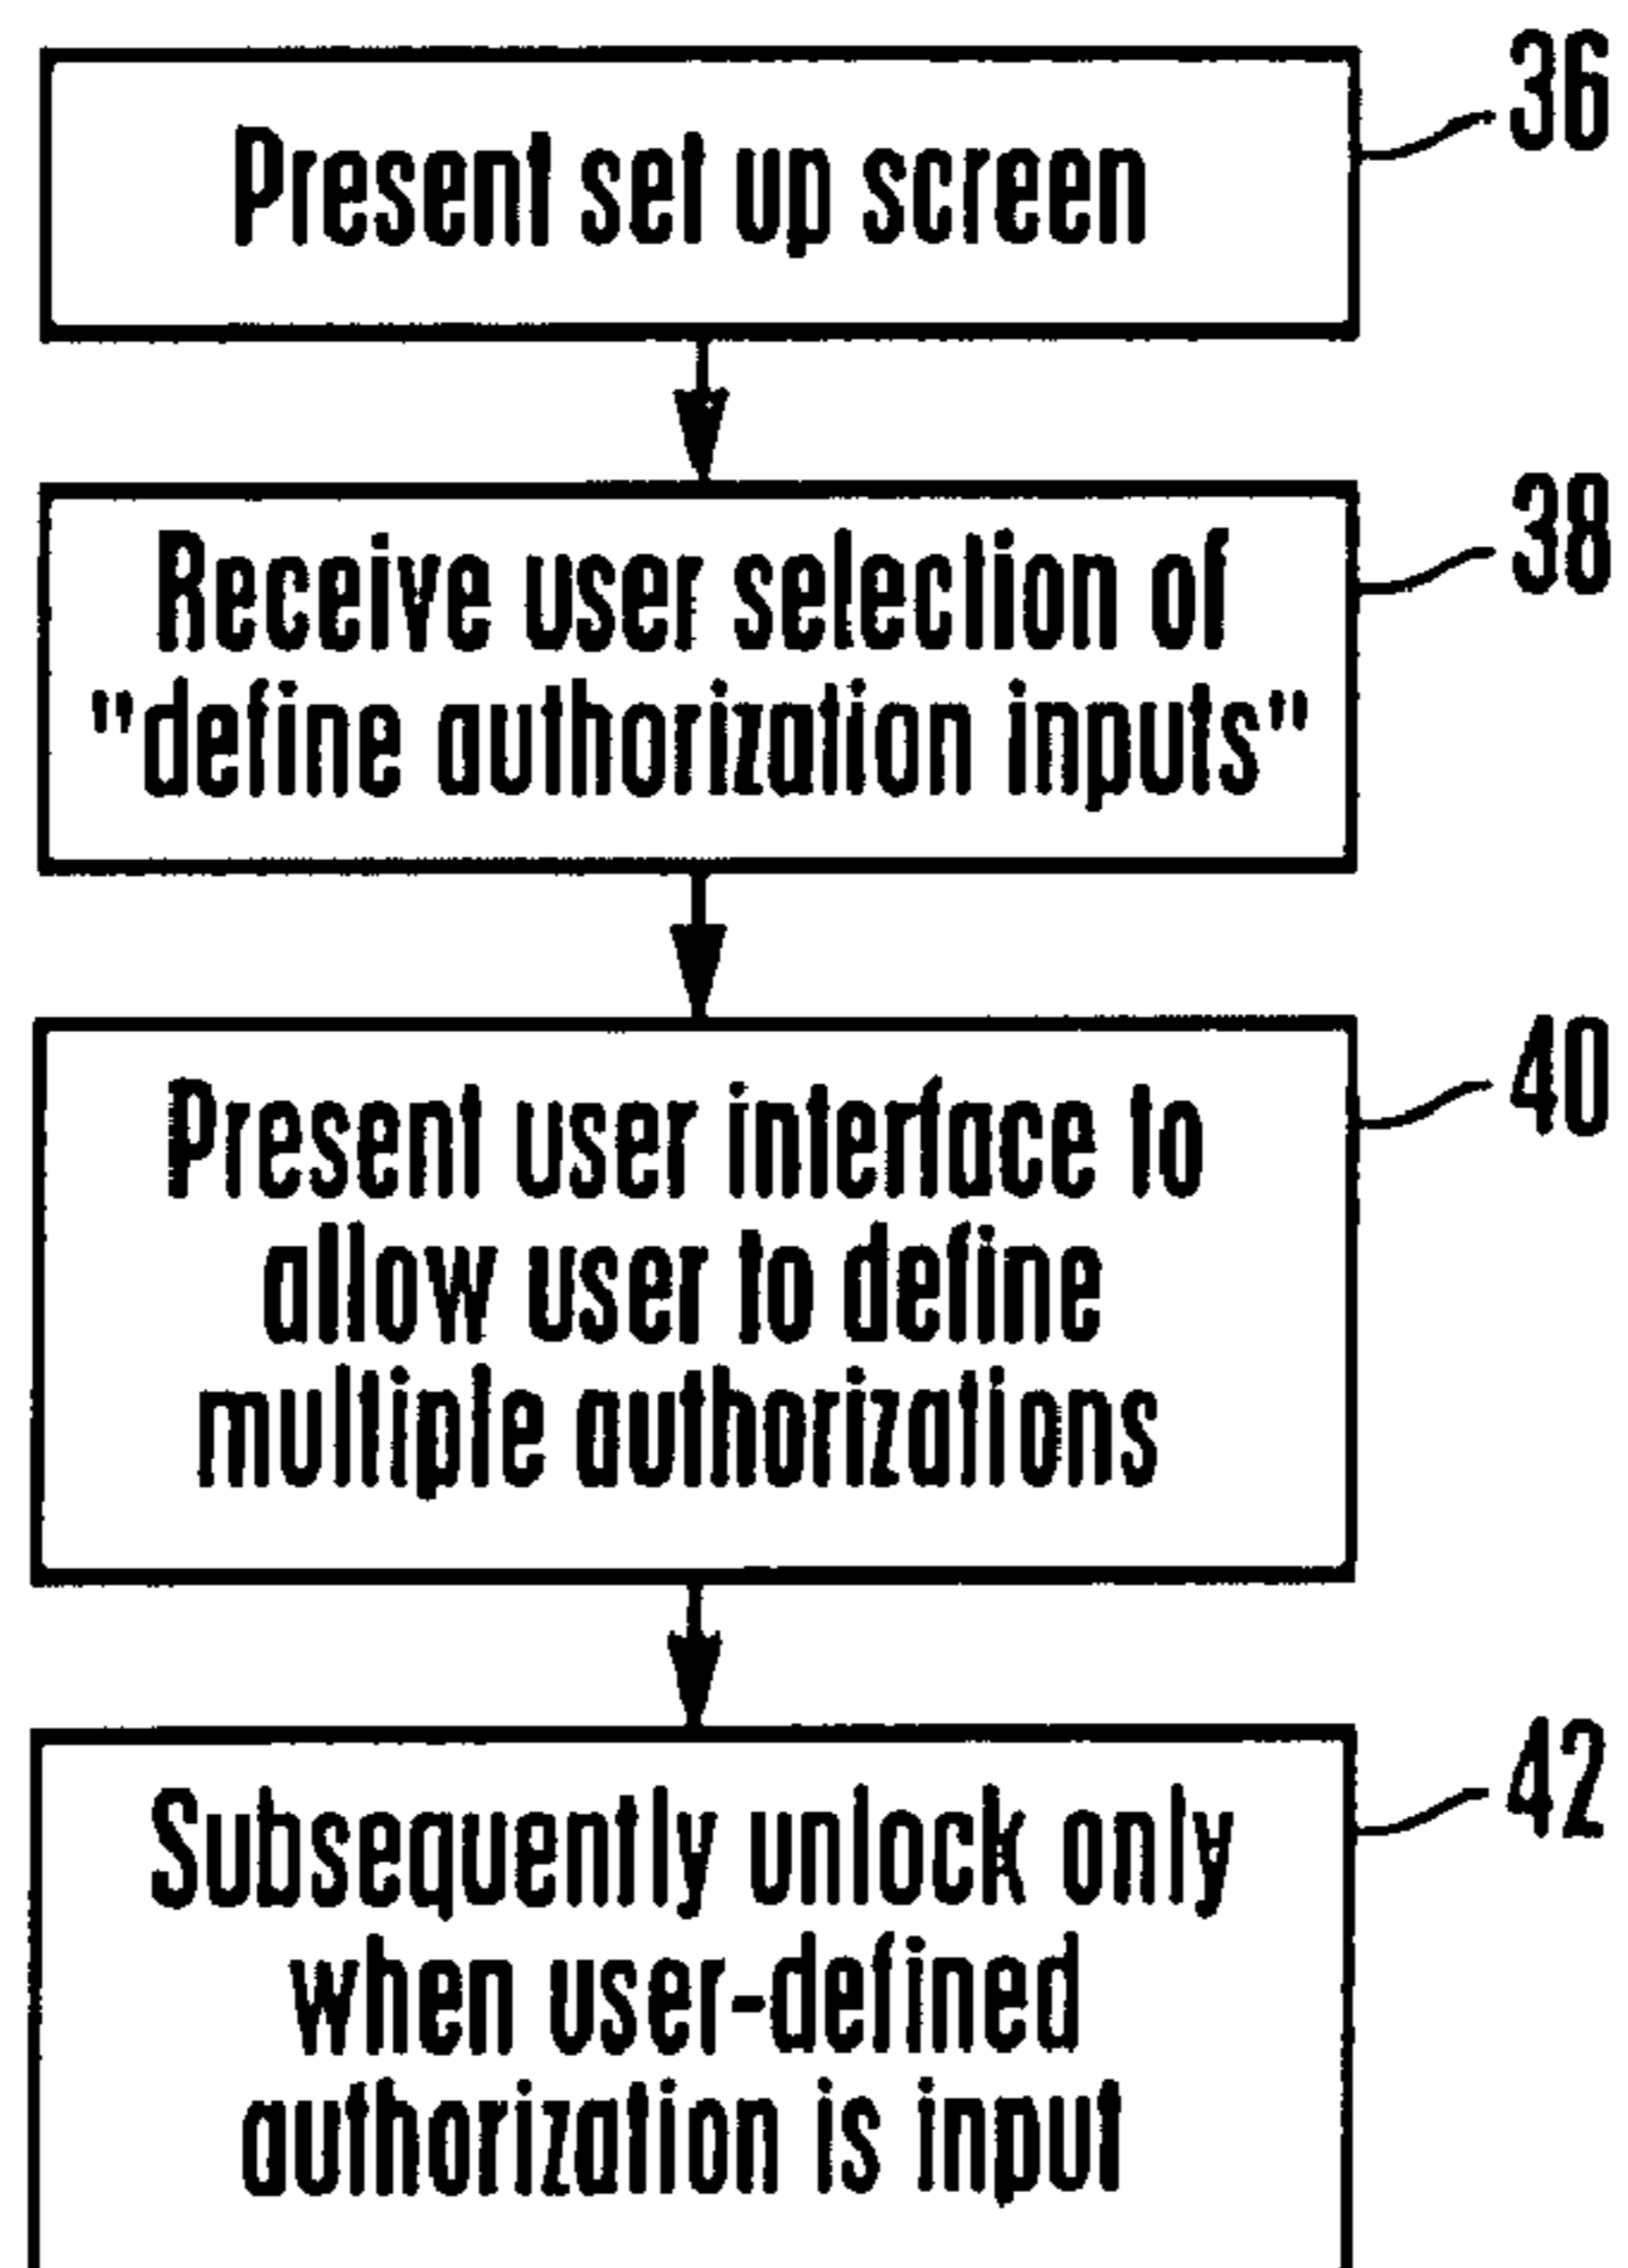 Present set up screen
36
Receive user selection of
"define authorization inputs"
38
Present user interface to
allow user to define
multiple authorizations
40
Subsequently unlock only
when user-defined
authorization is input
42